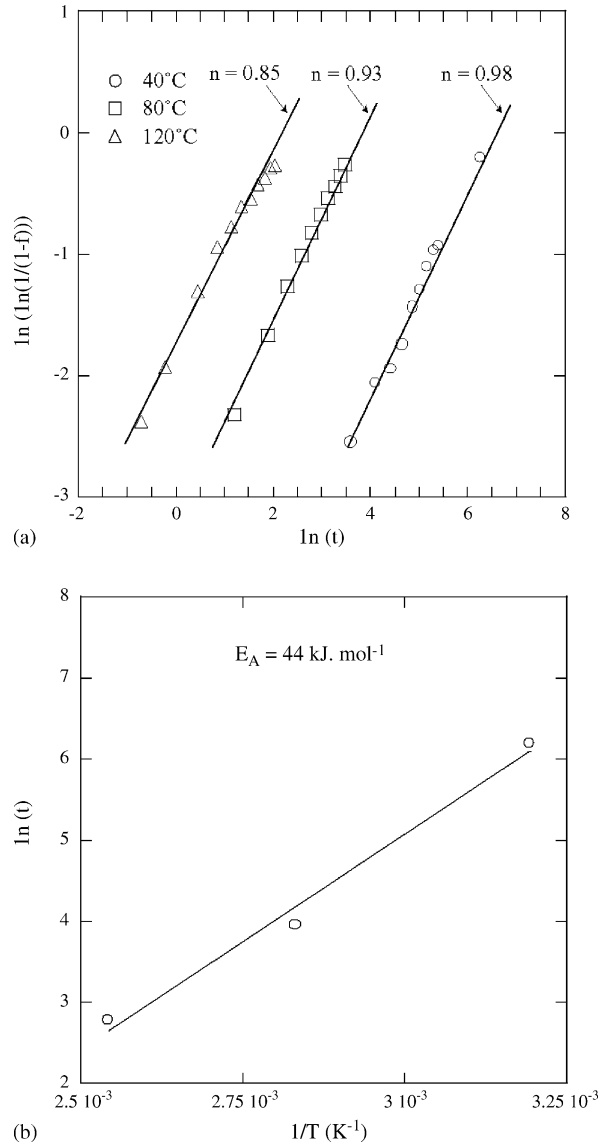 1
n = 0.85
n = 0.93
n = 0.98
40°C
80°C
120°C
0
-1
-2
-3
ln (ln(1/(1-f)))
-2
0
2
4
6
8
(a)
ln (t)
8
E_A = 44 kJ. mol⁻¹
7
6
5
4
3
2
ln (t)
2.5 10⁻³
2.75 10⁻³
3 10⁻³
3.25 10⁻³
(b)
1/T (K⁻¹)